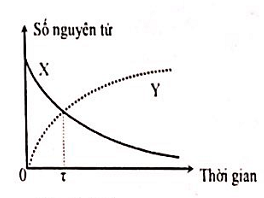 Số nguyên tử
X
Y
0
τ
Thời gian